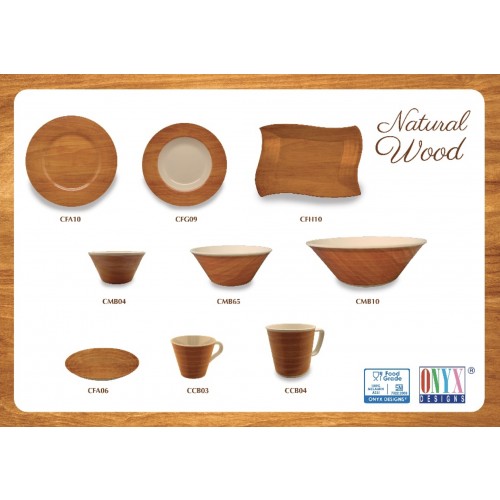 Natural
Wood
CFA10
CFG09
CFH10
CMB04
CMB65
CMB10
CFA06
CCB03
CCB04
Food
Grade
ONYX DESIGNS®
ONYX ®
DESIGNS